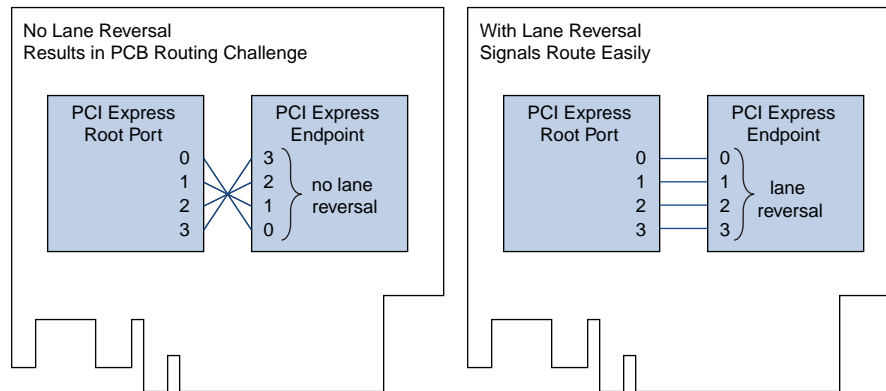 No Lane Reversal
Results in PCB Routing Challenge
PCI Express
Root Port
0
1
2
3
PCI Express
Endpoint
3
2
1
0
no lane
reversal
With Lane Reversal
Signals Route Easily
PCI Express
Root Port
0
1
2
3
PCI Express
Endpoint
0
1
2
3
lane
reversal